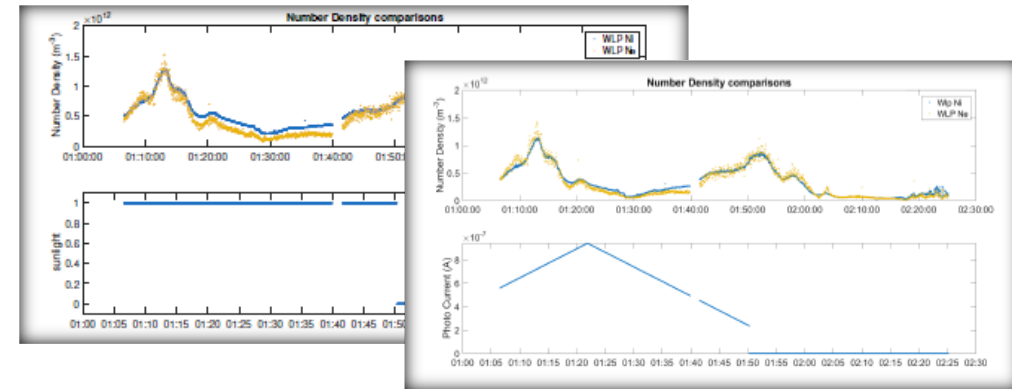 Number Density comparisons
×10^12
Number Density (m^-3)
2
1.5
1
0.5
0
WLP Ni
WLP Ne
01:00:00 01:10:00 01:20:00 01:30:00 01:40:00 01:50:
sunlight
1
0.8
0.6
0.4
0.2
0
01:00 01:05 01:10 01:15 01:20 01:25 01:30 01:35 01:40 01:45 01:50
Number Density comparisons
×10^12
Number Density (m^-3)
2
1.5
1
0.5
0
Wlp Ni
WLP Ne
01:00:00 01:10:00 01:20:00 01:30:00 01:40:00 01:50:00 02:00:00 02:10:00 02:20:00 02:30:00
×10^-7
Photo Current (A)
8
6
4
2
0
01:00 01:05 01:10 01:15 01:20 01:25 01:30 01:35 01:40 01:45 01:50 01:55 02:00 02:05 02:10 02:15 02:20 02:25 02:30